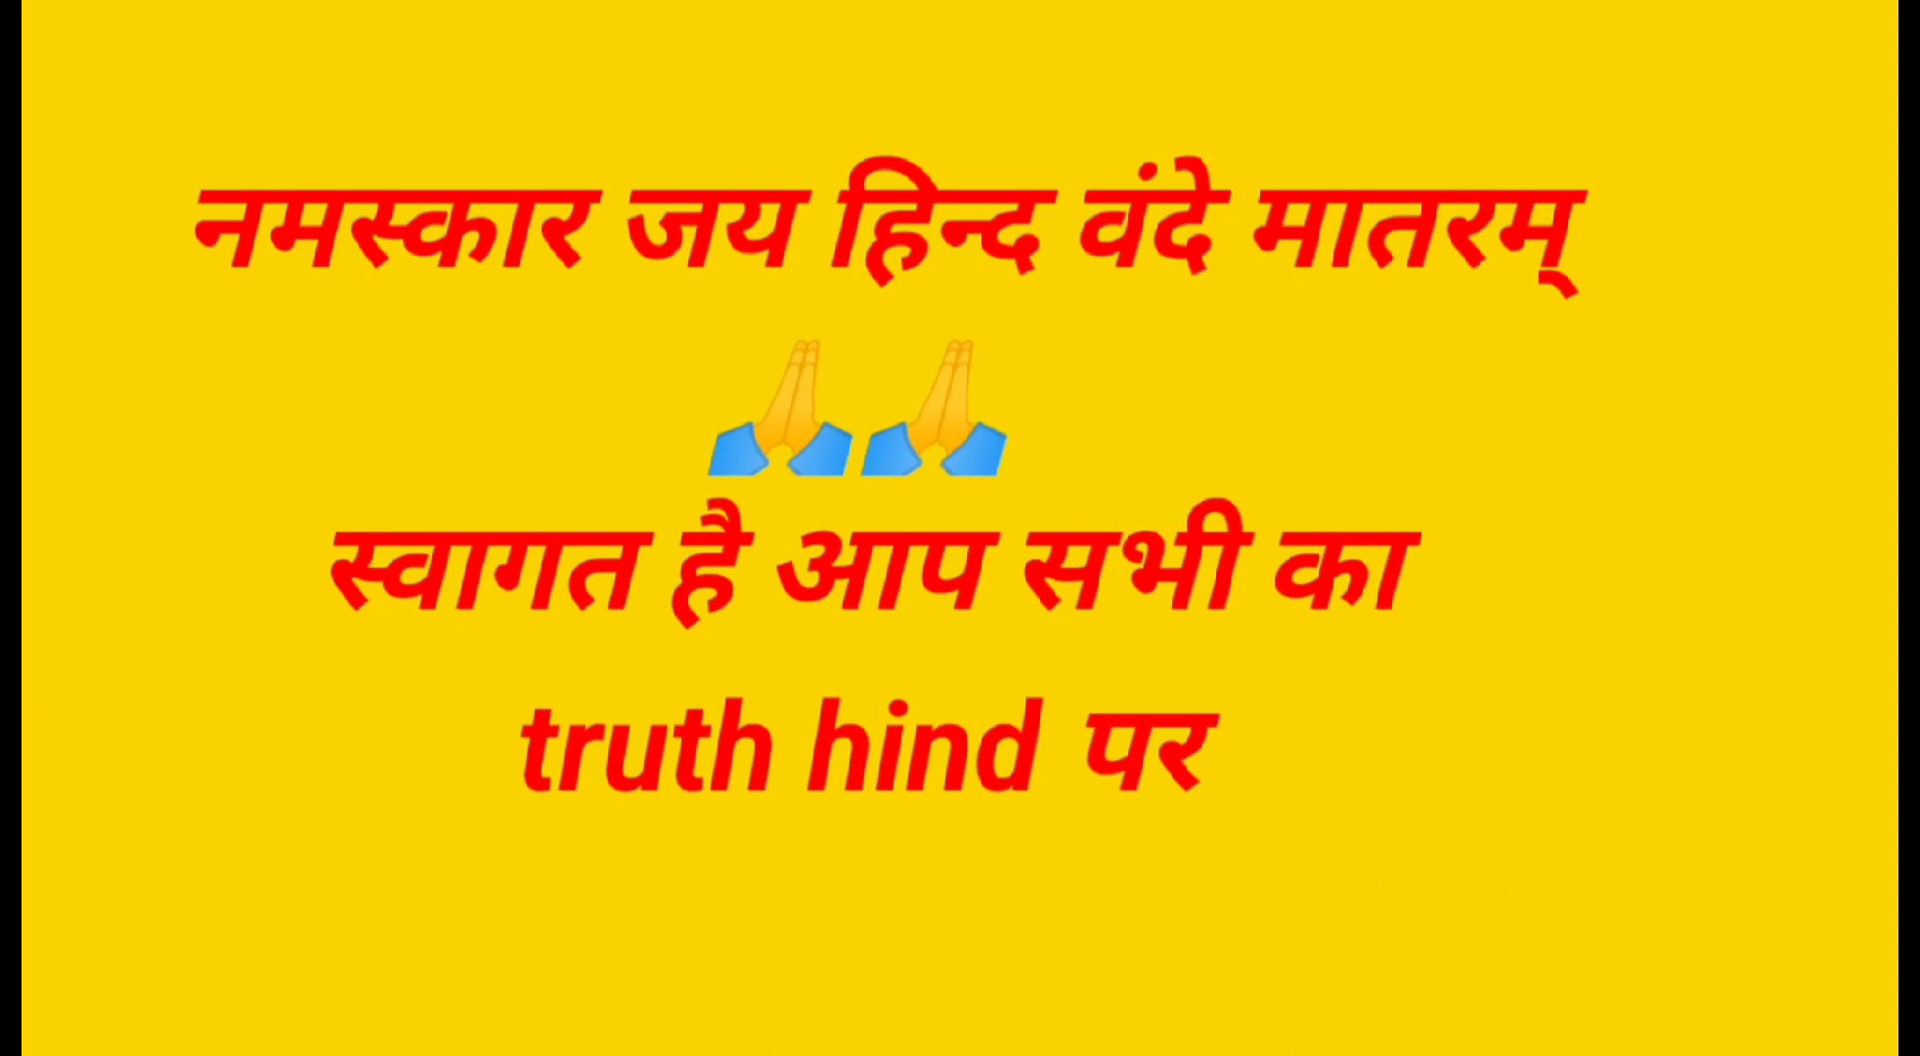 नमस्कार जय हिन्द वंदे मातरम्
🙏🙏
स्वागत है आप सभी का
truth hind पर